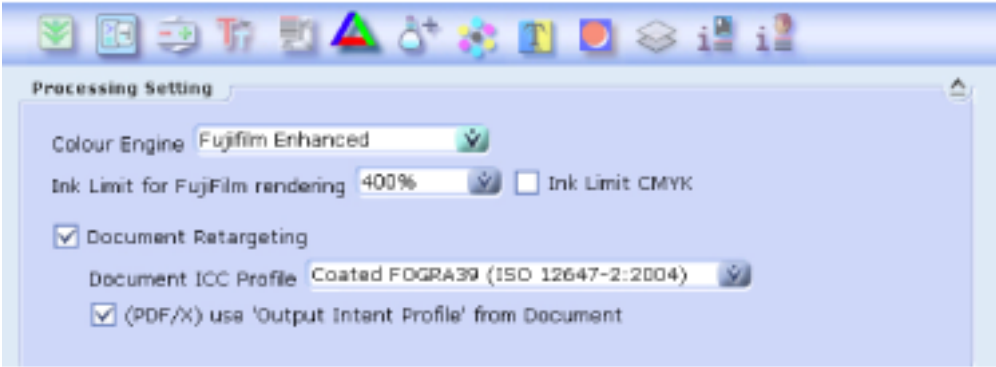 Processing Setting
Colour Engine Fujifilm Enhanced
Ink Limit for FujiFilm rendering 400% Ink Limit CMYK
Document Retargeting
Document ICC Profile Coated FOGRA39 (ISO 12647-2:2004)
(PDF/X) use 'Output Intent Profile' from Document